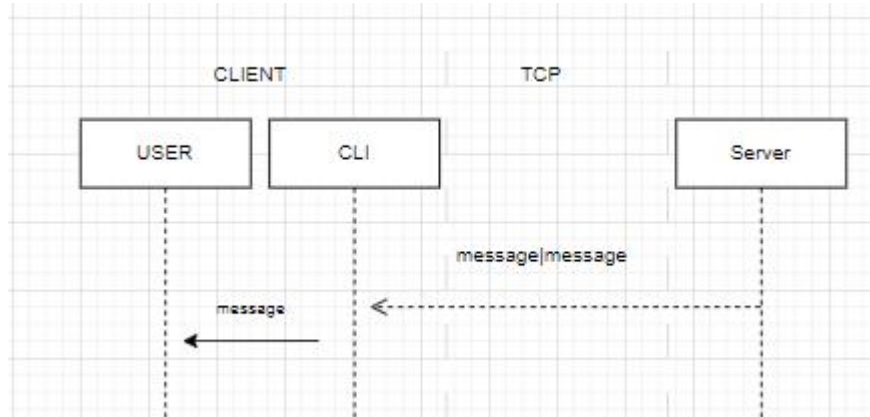 CLIENT
TCP
USER
CLI
Server
message|message
message